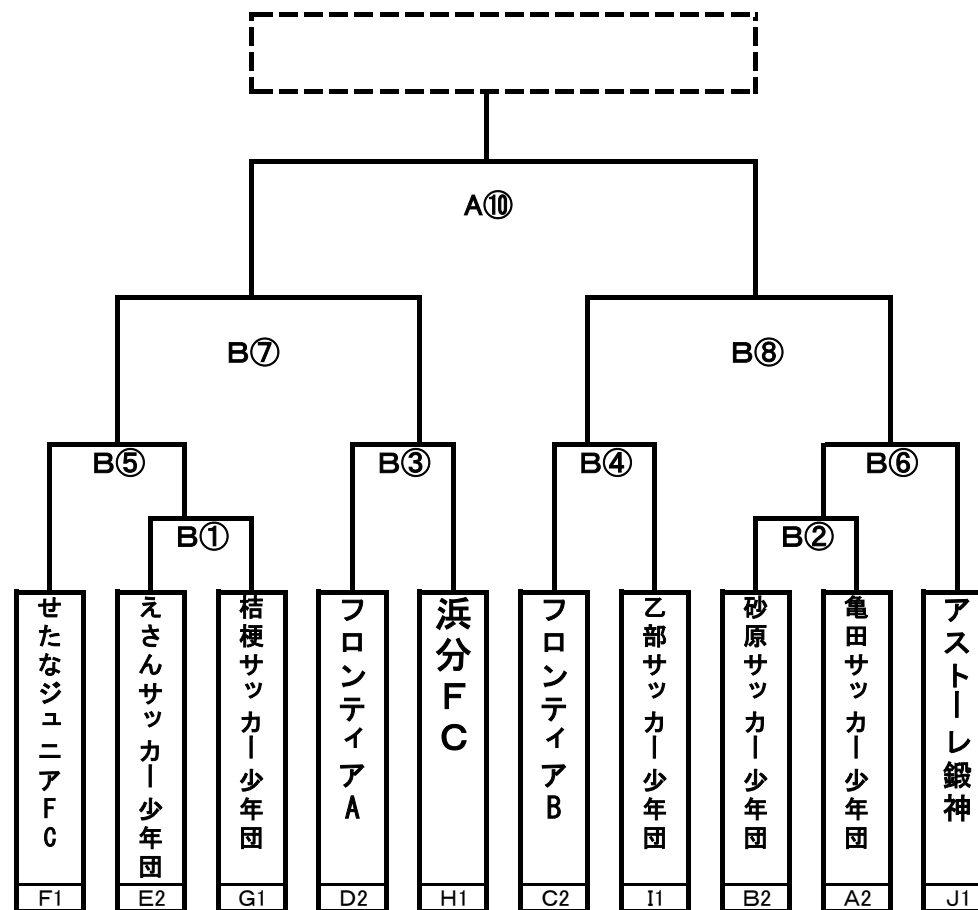 A⑩
B⑦
B⑧
B⑤
B③
B④
B⑥
B①
B②
せたなジュニアFC
えさんサッカー少年団
桔梗サッカー少年団
フロンティアA
浜分FC
フロンティアB
乙部サッカー少年団
砂原サッカー少年団
亀田サッカー少年団
アストーレ鍛神
F1
E2
G1
D2
H1
C2
I1
B2
A2
J1